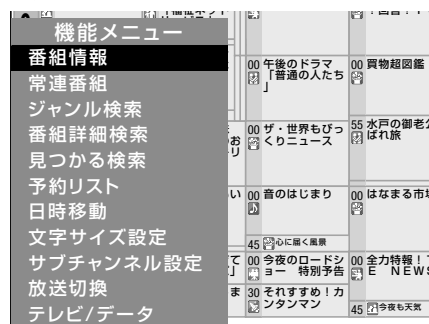 機能メニュー
番組情報
常連番組
ジャンル検索
番組詳細検索
見つかる検索
予約リスト
日時移動
文字サイズ設定
サブチャンネル設定
放送切換
テレビ/データ
00 午後のドラマ
「普通の人たち
」
00 買物超図鑑
00 ザ・世界もびっ
くりニュース
55 水戸の御老公
ぱれ旅
00 音のはじまり
00 はなまる市場
45 心に届く風景
00 今夜のロードシ
ョー 特別予告
00 全力特報!
E NEWS
30 それすすめ!カ
ンタンマン
45 今夜も天気